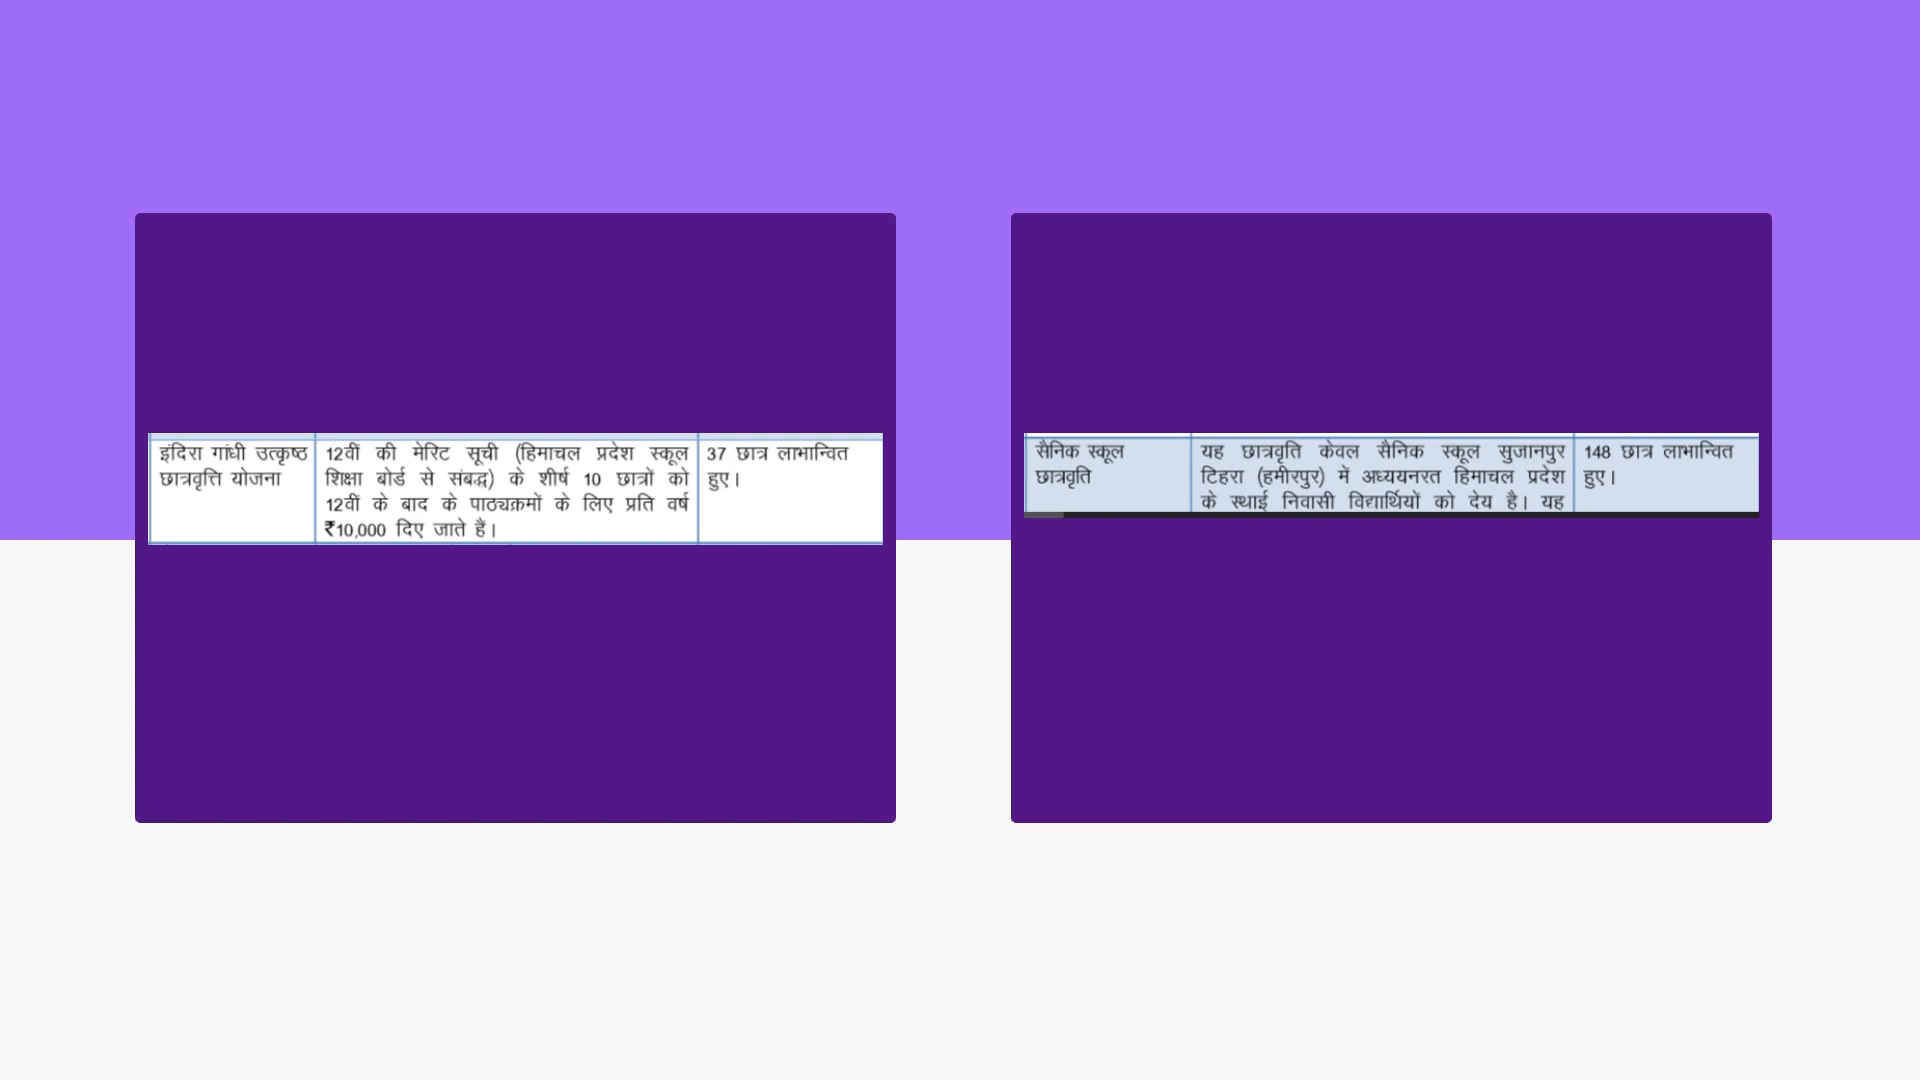 इंदिरा गांधी उत्कृष्ठ
छात्रवृत्ति योजना
12वीं की मेरिट सूची (हिमाचल प्रदेश स्कूल
शिक्षा बोर्ड से संबद्ध) के शीर्ष 10 छात्रों को
12वीं के बाद के पाठ्यक्रमों के लिए प्रति वर्ष
₹10,000 दिए जाते हैं।
37 छात्र लाभान्वित
हुए।
सैनिक स्कूल
छात्रवृति
यह छात्रवृति केवल सैनिक स्कूल सुजानपुर
टिहरा (हमीरपुर) में अध्ययनरत हिमाचल प्रदेश
के स्थाई निवासी विद्यार्थियों को देय है। यह
148 छात्र लाभान्वित
हुए।